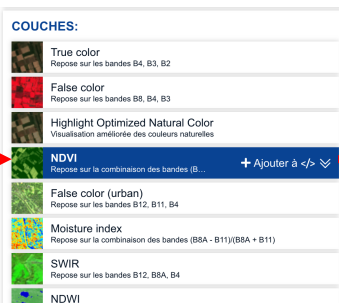 COUCHES:
True color
Repose sur les bandes B4, B3, B2
False color
Repose sur les bandes B8, B4, B3
Highlight Optimized Natural Color
Visualisation améliorée des couleurs naturelles
NDVI
Repose sur la combinaison des bandes (B...
+ Ajouter à </>
False color (urban)
Repose sur les bandes B12, B11, B4
Moisture index
Repose sur la combinaison des bandes (B8A - B11)/(B8A + B11)
SWIR
Repose sur les bandes B12, B8A, B4
NDWI